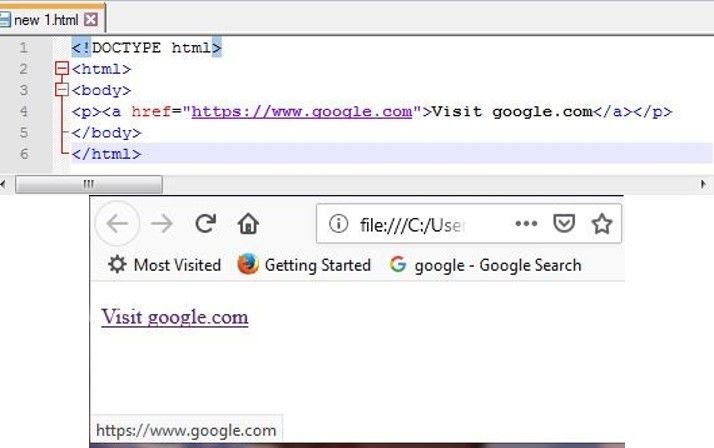 new 1.html
1 <!DOCTYPE html>
2 <html>
3 <body>
4 <p><a href="https://www.google.com">Visit google.com</a></p>
5 </body>
6 </html>
file:///C:/User
Most Visited Getting Started google - Google Search
Visit google.com
https://www.google.com